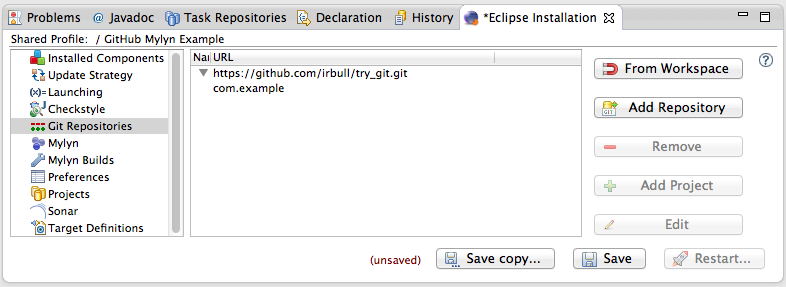 Problems @ Javadoc Task Repositories Declaration History *Eclipse Installation
Shared Profile: / GitHub Mylyn Example
Installed Components
Update Strategy
(x)= Launching
Checkstyle
Git Repositories
Mylyn
Mylyn Builds
Preferences
Projects
Sonar
Target Definitions
Nai URL
https://github.com/irbull/try_git.git
com.example
?
From Workspace
GIT Add Repository
Remove
Add Project
Edit
(unsaved) Save copy... Save Restart...